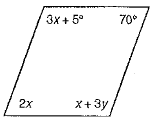 3x + 5° 70°
2x x + 3y